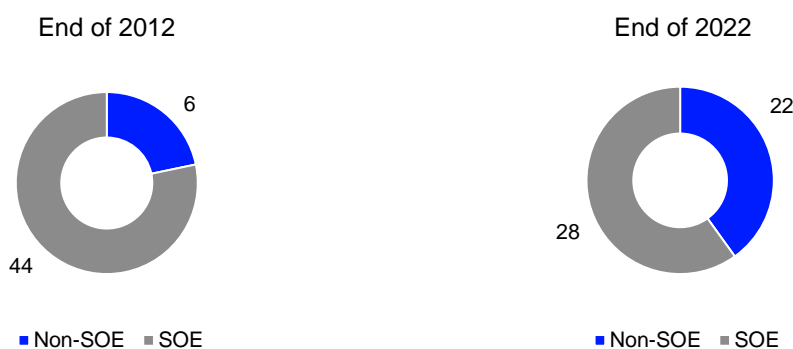 End of 2012
6
44
Non-SOE SOE
End of 2022
22
28
Non-SOE SOE